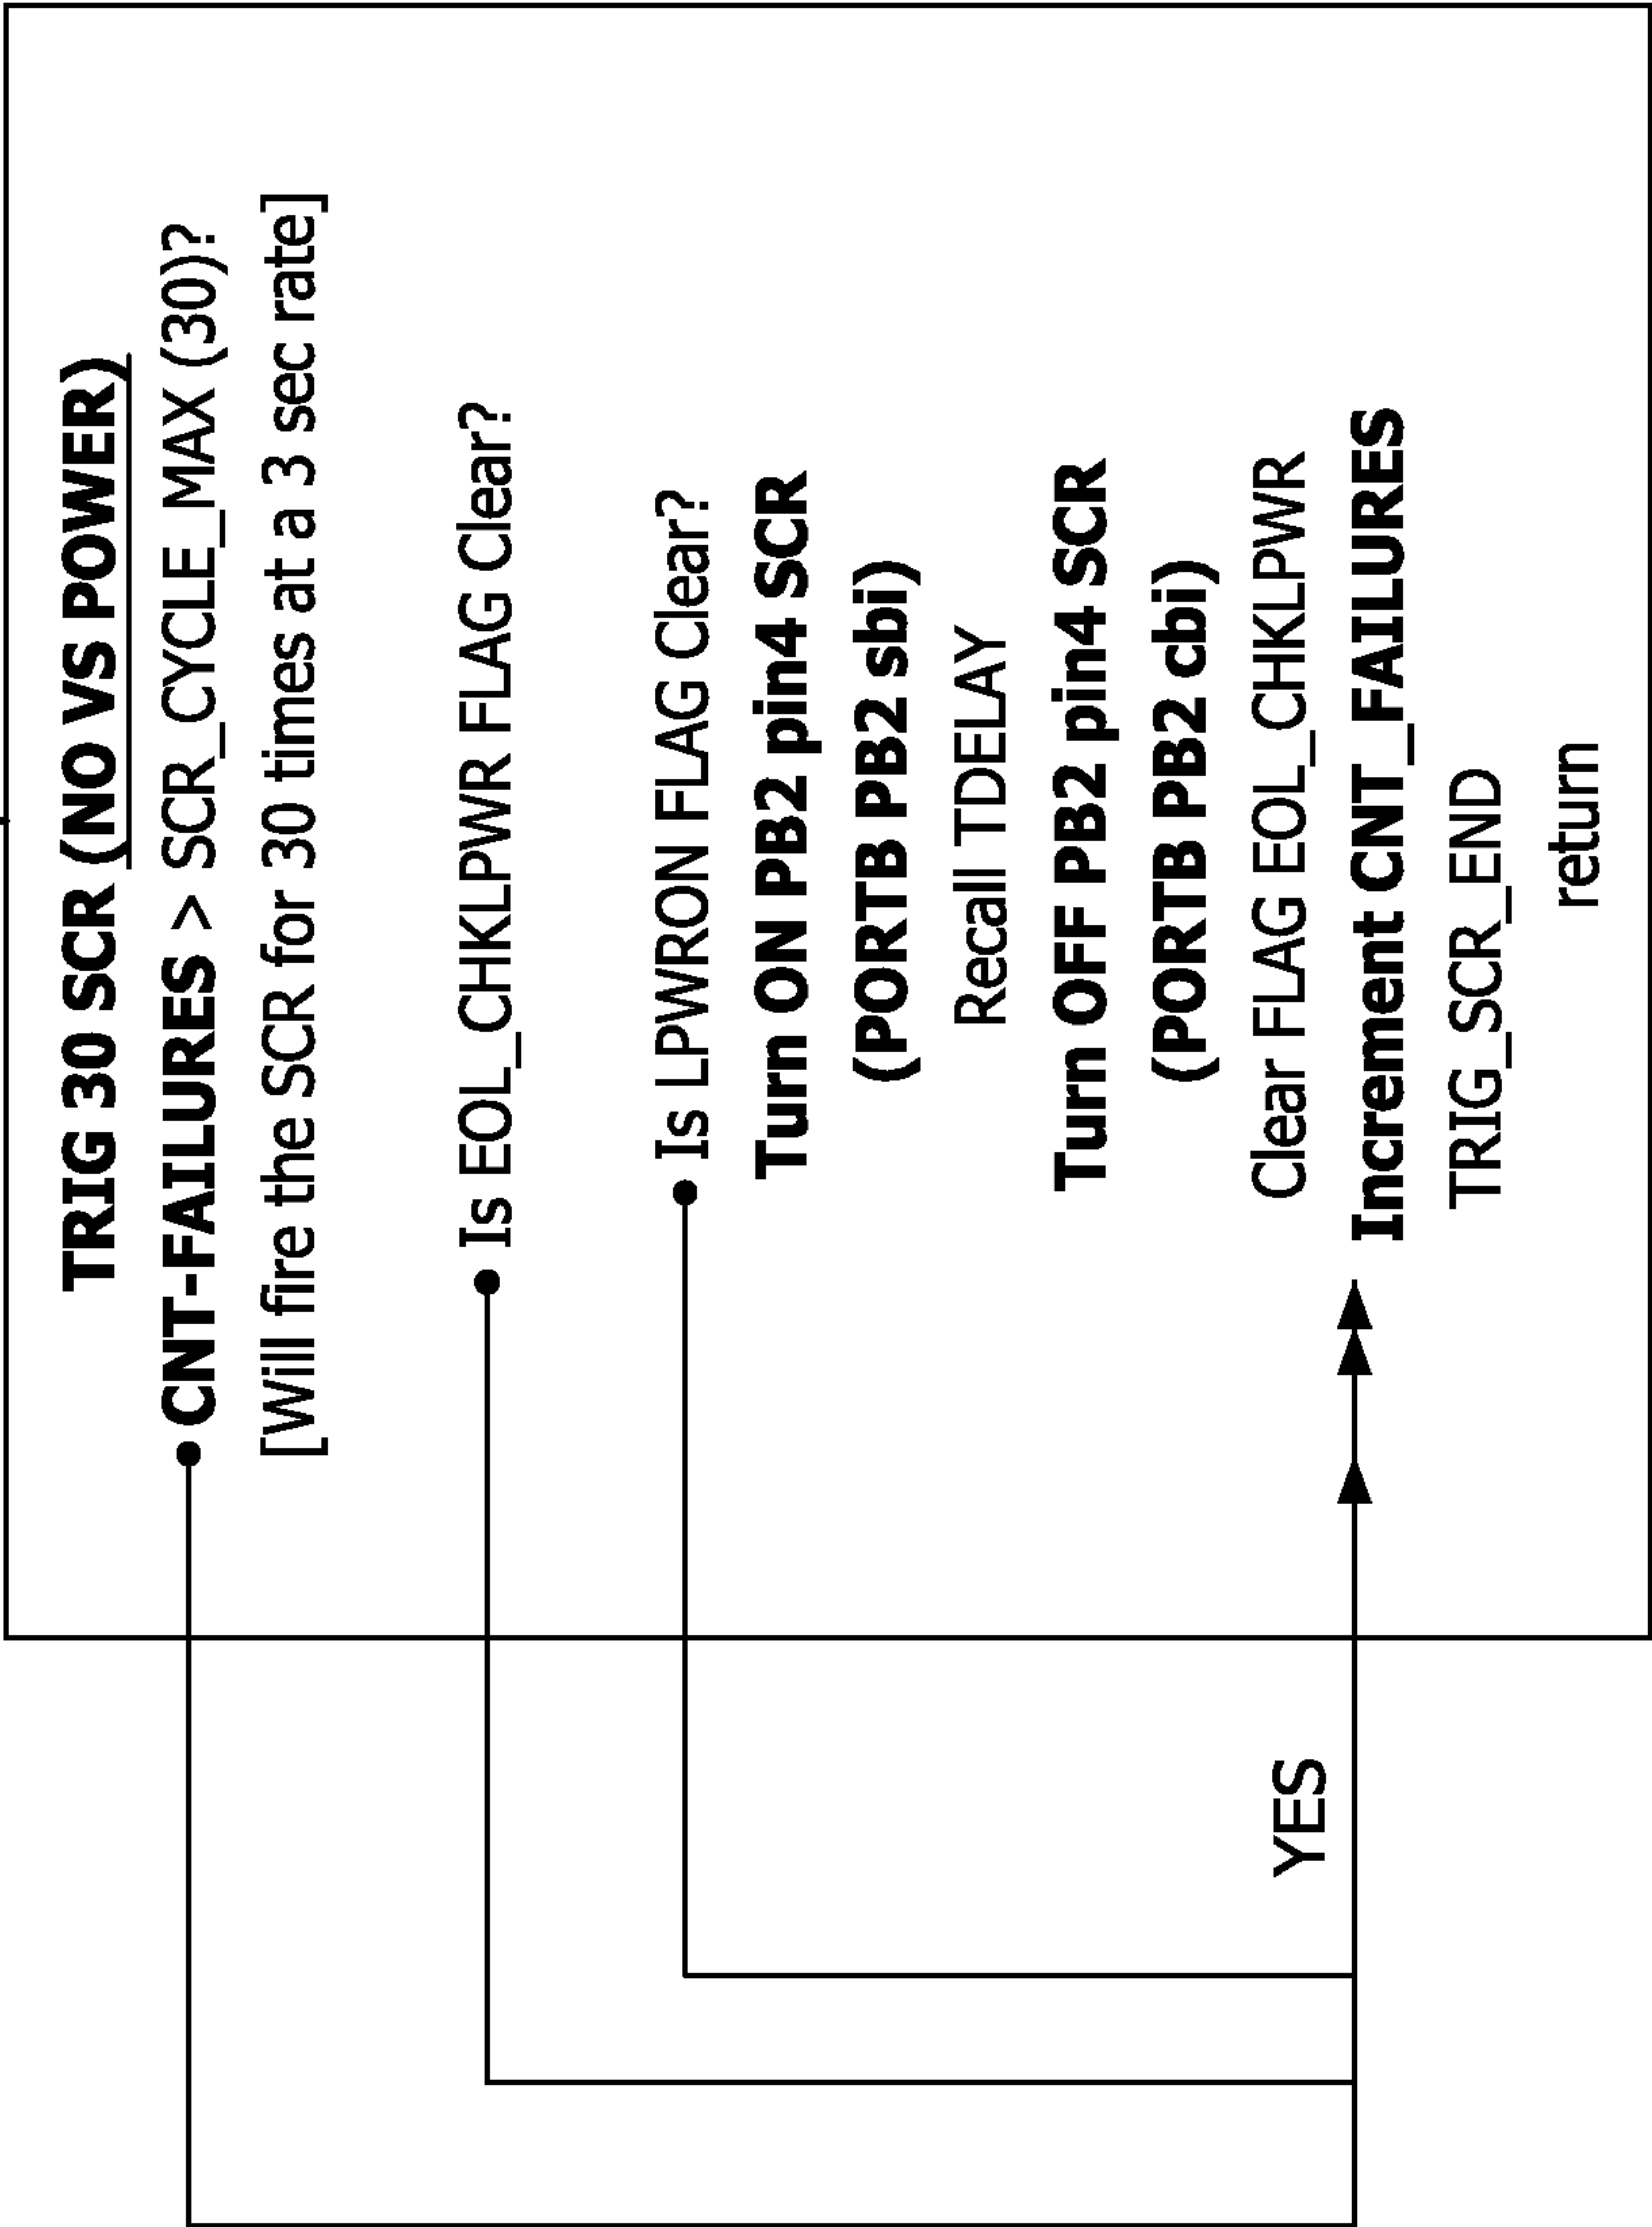 TRIG 30 SCR (NO VS POWER)
CNT-FAILURES > SCR_CYCLE_MAX (30)?
[Will fire the SCR for 30 times at a 3 sec rate]
Is EOL_CHKLPWR FLAG Clear?
Is LPWRON FLAG Clear?
Turn ON PB2 pin4 SCR
(PORTB PB2 sbi)
Recall TDELAY
Turn OFF PB2 pin4 SCR
(PORTB PB2 cbi)
Clear FLAG EOL_CHKLPWR
Increment CNT_FAILURES
TRIG_SCR_END
return
YES